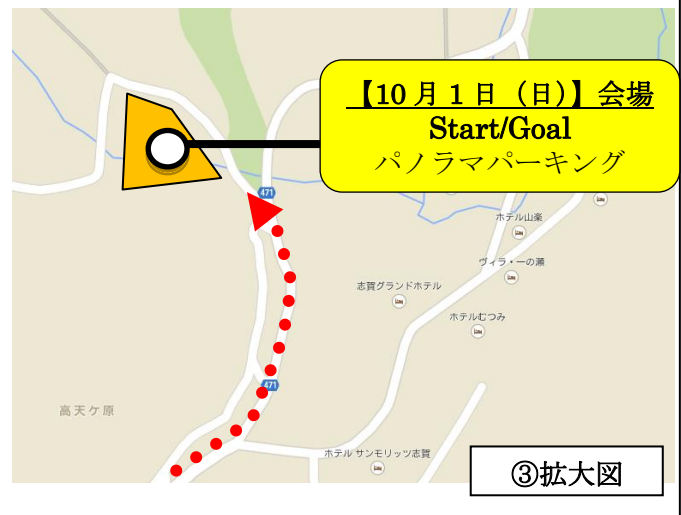 【10月1日（日）】会場
Start/Goal
パノラマパーキング
471
ホテル山楽
ヴィラ・一の瀬
志賀グランドホテル
ホテルむつみ
471
高天ケ原
ホテル サンモリッツ志賀
③拡大図